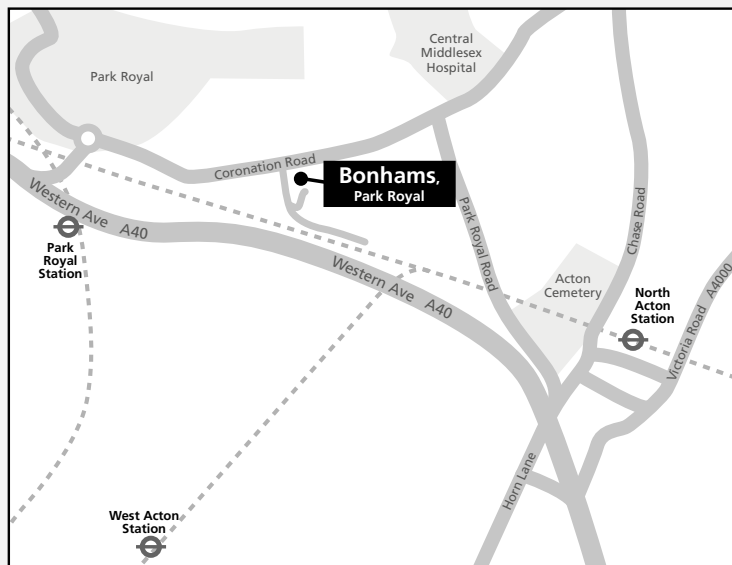 Park Royal
Central
Middlesex
Hospital
Coronation Road
Bonhams,
Park Royal
Chase Road
Western Ave A40
Park Royal Road
Park
Royal
Station
Western Ave A40
Acton
Cemetery
North
Acton
Station
Victoria Road A4000
Horn Lane
West Acton
Station